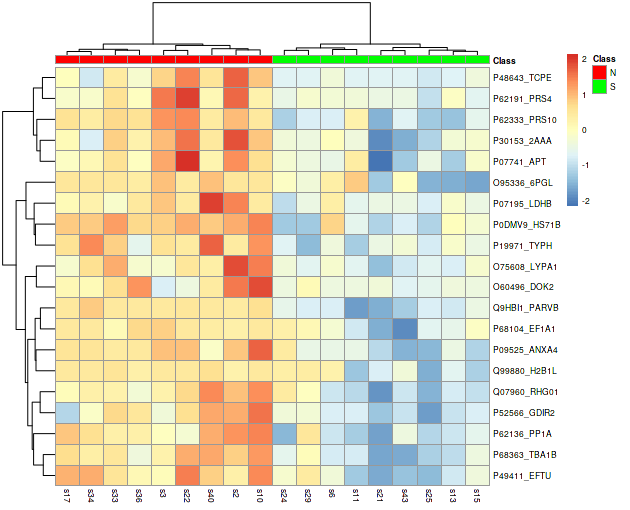 Class
P48643_TCPE
P62191_PRS4
P62333_PRS10
P30153_2AAA
P07741_APT
O95336_6PGL
P07195_LDHB
P0DMV9_HS71B
P19971_TYPH
O75608_LYPA1
O60496_DOK2
Q9HBI1_PARVB
P68104_EF1A1
P09525_ANXA4
Q99880_H2B1L
Q07960_RHG01
P52566_GDIR2
P62136_PP1A
P68363_TBA1B
P49411_EFTU
s17 s34 s33 s36 s3 s22 s40 s2 s10 s24 s29 s6 s11 s21 s43 s25 s13 s15
2
1
0
-1
-2
Class
N
S